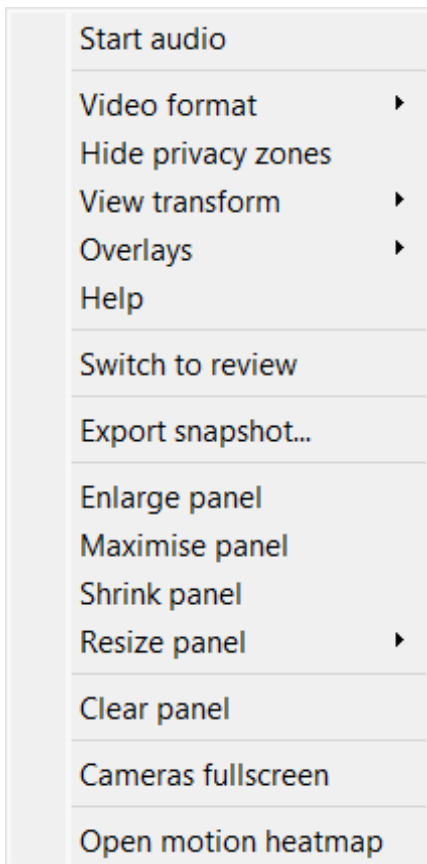 Start audio
Video format
Hide privacy zones
View transform
Overlays
Help
Switch to review
Export snapshot...
Enlarge panel
Maximise panel
Shrink panel
Resize panel
Clear panel
Cameras fullscreen
Open motion heatmap